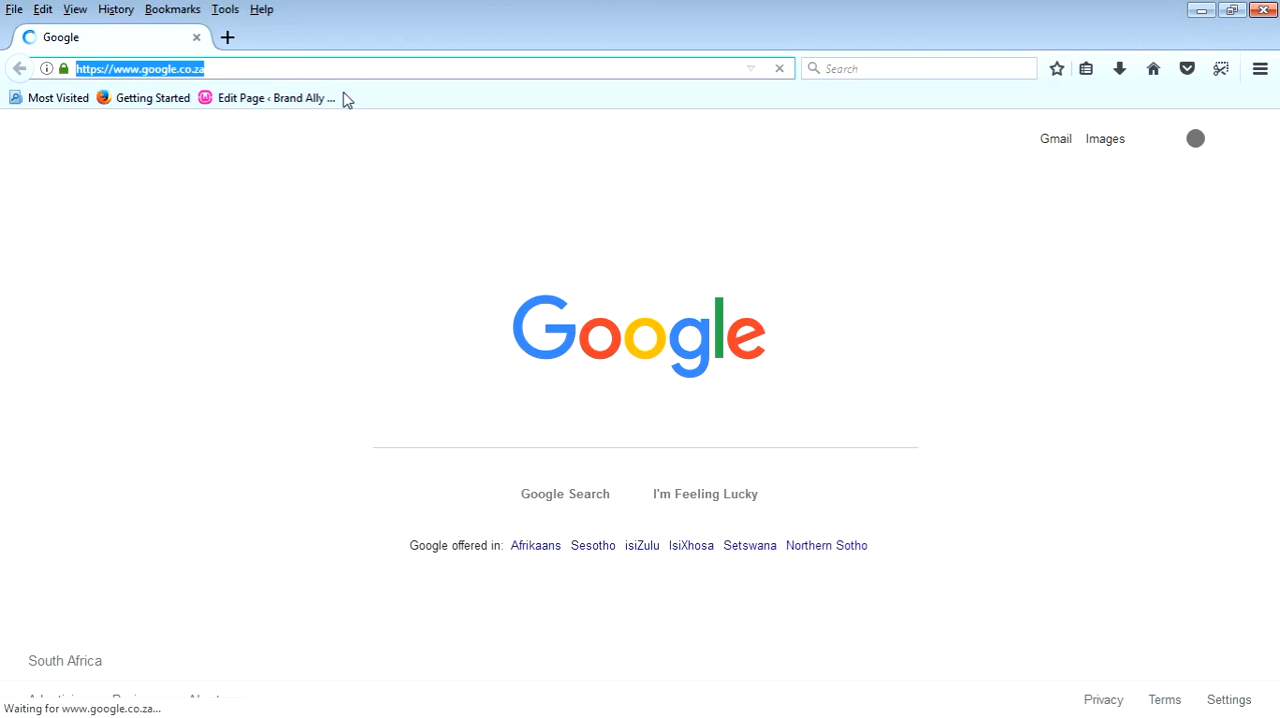 File Edit View History Bookmarks Tools Help
Google
https://www.google.co.za
Search
Most Visited Getting Started Edit Page ‹ Brand Ally ...
Gmail Images
Google
Google Search I'm Feeling Lucky
Google offered in: Afrikaans Sesotho isiZulu IsiXhosa Setswana Northern Sotho
South Africa
Privacy Terms Settings
Waiting for www.google.co.za...